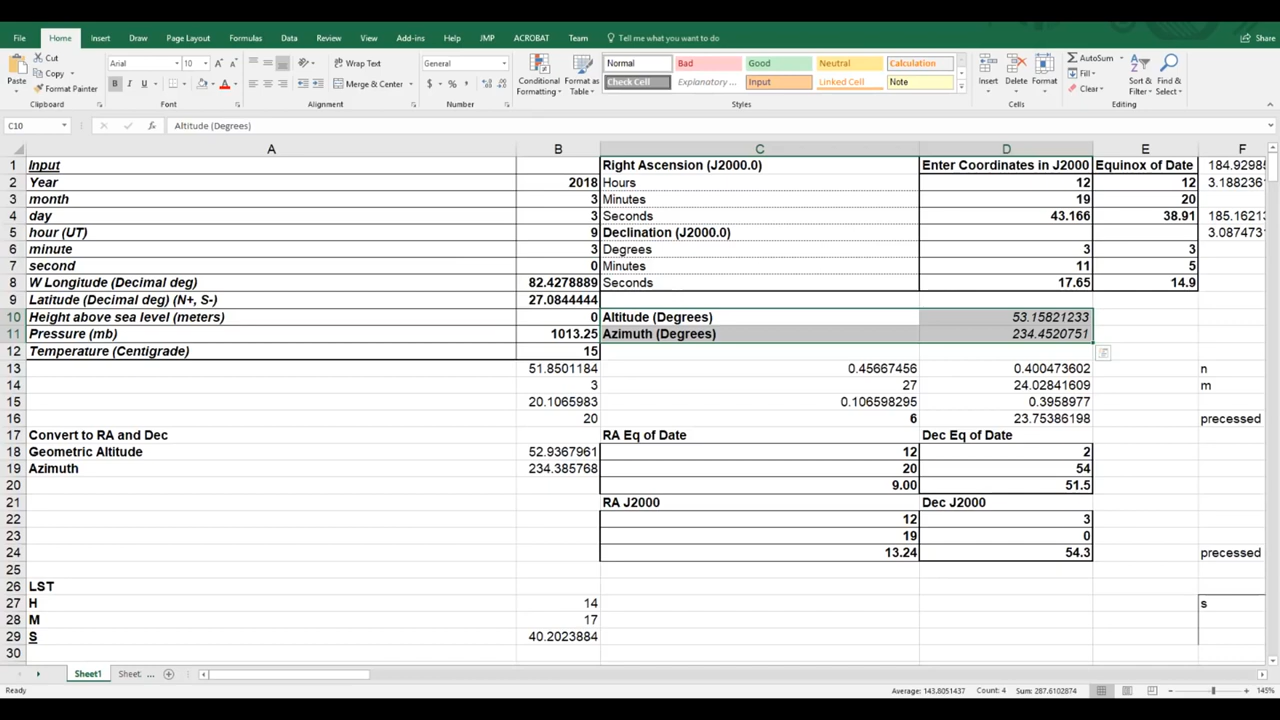 File Home Insert Draw Page Layout Formulas Data Review View Add-ins Help JMP ACROBAT Team Tell me what you want to do Share
Paste
Cut
Copy
Format Painter
Clipboard
Arial 10
B I U
Font
Wrap Text
Merge & Center
Alignment
General
$ % ,
Number
Conditional Formatting
Format as Table
Normal Bad Good Neutral Calculation
Check Cell Explanatory ... Input Linked Cell Note
Styles
Insert Delete Format
Cells
AutoSum
Fill
Clear
Sort & Filter
Find & Select
Editing
C10 fx Altitude (Degrees)
A B C D E F
1 Input Right Ascension (J2000.0) Enter Coordinates in J2000 Equinox of Date 184.92985
2 Year 2018 Hours 12 12 3.1882361
3 month 3 Minutes 19 20
4 day 3 Seconds 43.166 38.91 185.16213
5 hour (UT) 9 Declination (J2000.0) 3.0874731
6 minute 3 Degrees 3 3
7 second 0 Minutes 11 5
8 W Longitude (Decimal deg) 82.4278889 Seconds 17.65 14.9
9 Latitude (Decimal deg) (N+, S-) 27.0844444
10 Height above sea level (meters) 0 Altitude (Degrees) 53.15821233
11 Pressure (mb) 1013.25 Azimuth (Degrees) 234.4520751
12 Temperature (Centigrade) 15
13 51.8501184 0.45667456 0.400473602 n
14 3 27 24.02841609 m
15 20.1065983 0.106598295 0.3958977
16 20 6 23.75386198 precessed
17 Convert to RA and Dec RA Eq of Date Dec Eq of Date
18 Geometric Altitude 52.9367961 12 2
19 Azimuth 234.385768 20 54
20 9.00 51.5
21 RA J2000 Dec J2000
22 12 3
23 19 0
24 13.24 54.3 precessed
25
26 LST
27 H 14 s
28 M 17
29 S 40.2023884
30
Sheet1 Sheet ...
Ready Average: 143.8051437 Count: 4 Sum: 287.6102874 145%